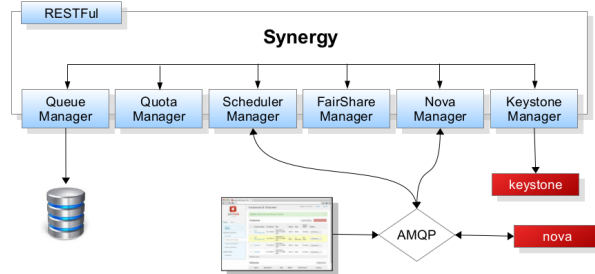 RESTFul
Synergy
Queue
Manager
Quota
Manager
Scheduler
Manager
FairShare
Manager
Nova
Manager
Keystone
Manager
keystone
AMQP
nova